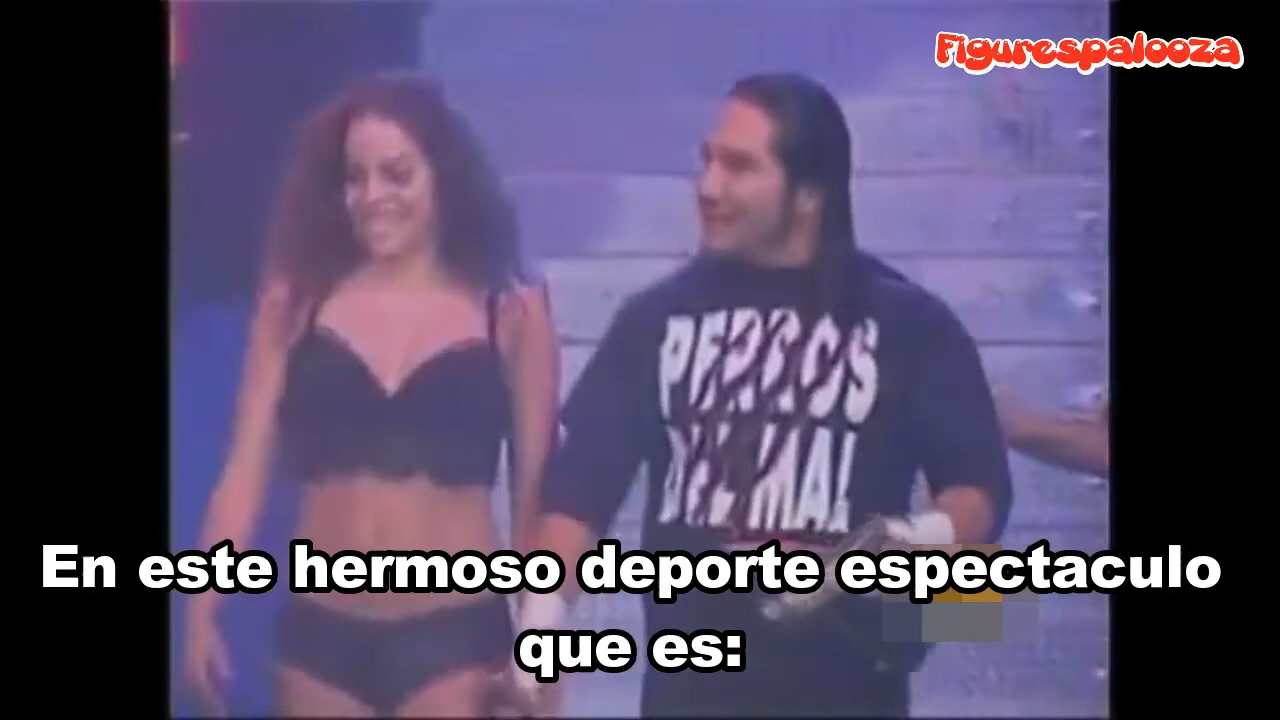 Figurespalooza
PERROS
DEL MAL
En este hermoso deporte espectaculo
que es: